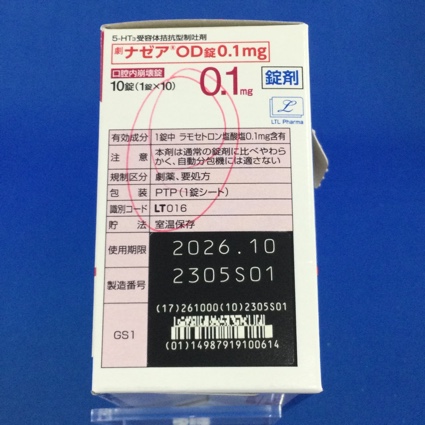 5-HT₃受容体拮抗型制吐剤
劇 ナゼア®OD錠0.1mg
口腔内崩壊錠
10錠(1錠×10)
0.1mg
錠剤
LTL Pharma
有効成分 1錠中 ラモセトロン塩酸塩0.1mg含有
注意 本剤は通常の錠剤に比べやわら
かく、自動分包機には適さない
規制区分 劇薬、要処方
包装 PTP(1錠シート)
識別コード LT016
貯法 室温保存
使用期限 2026.10
製造番号 2305S01
(17)261000(10)2305S01
GS1
(01)14987919100614